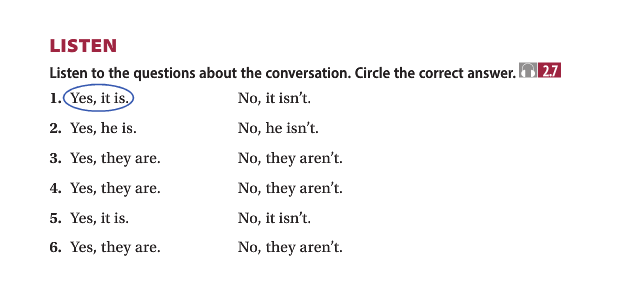 LISTEN
Listen to the questions about the conversation. Circle the correct answer. 2.7
1. Yes, it is. No, it isn't.
2. Yes, he is. No, he isn't.
3. Yes, they are. No, they aren't.
4. Yes, they are. No, they aren't.
5. Yes, it is. No, it isn't.
6. Yes, they are. No, they aren't.